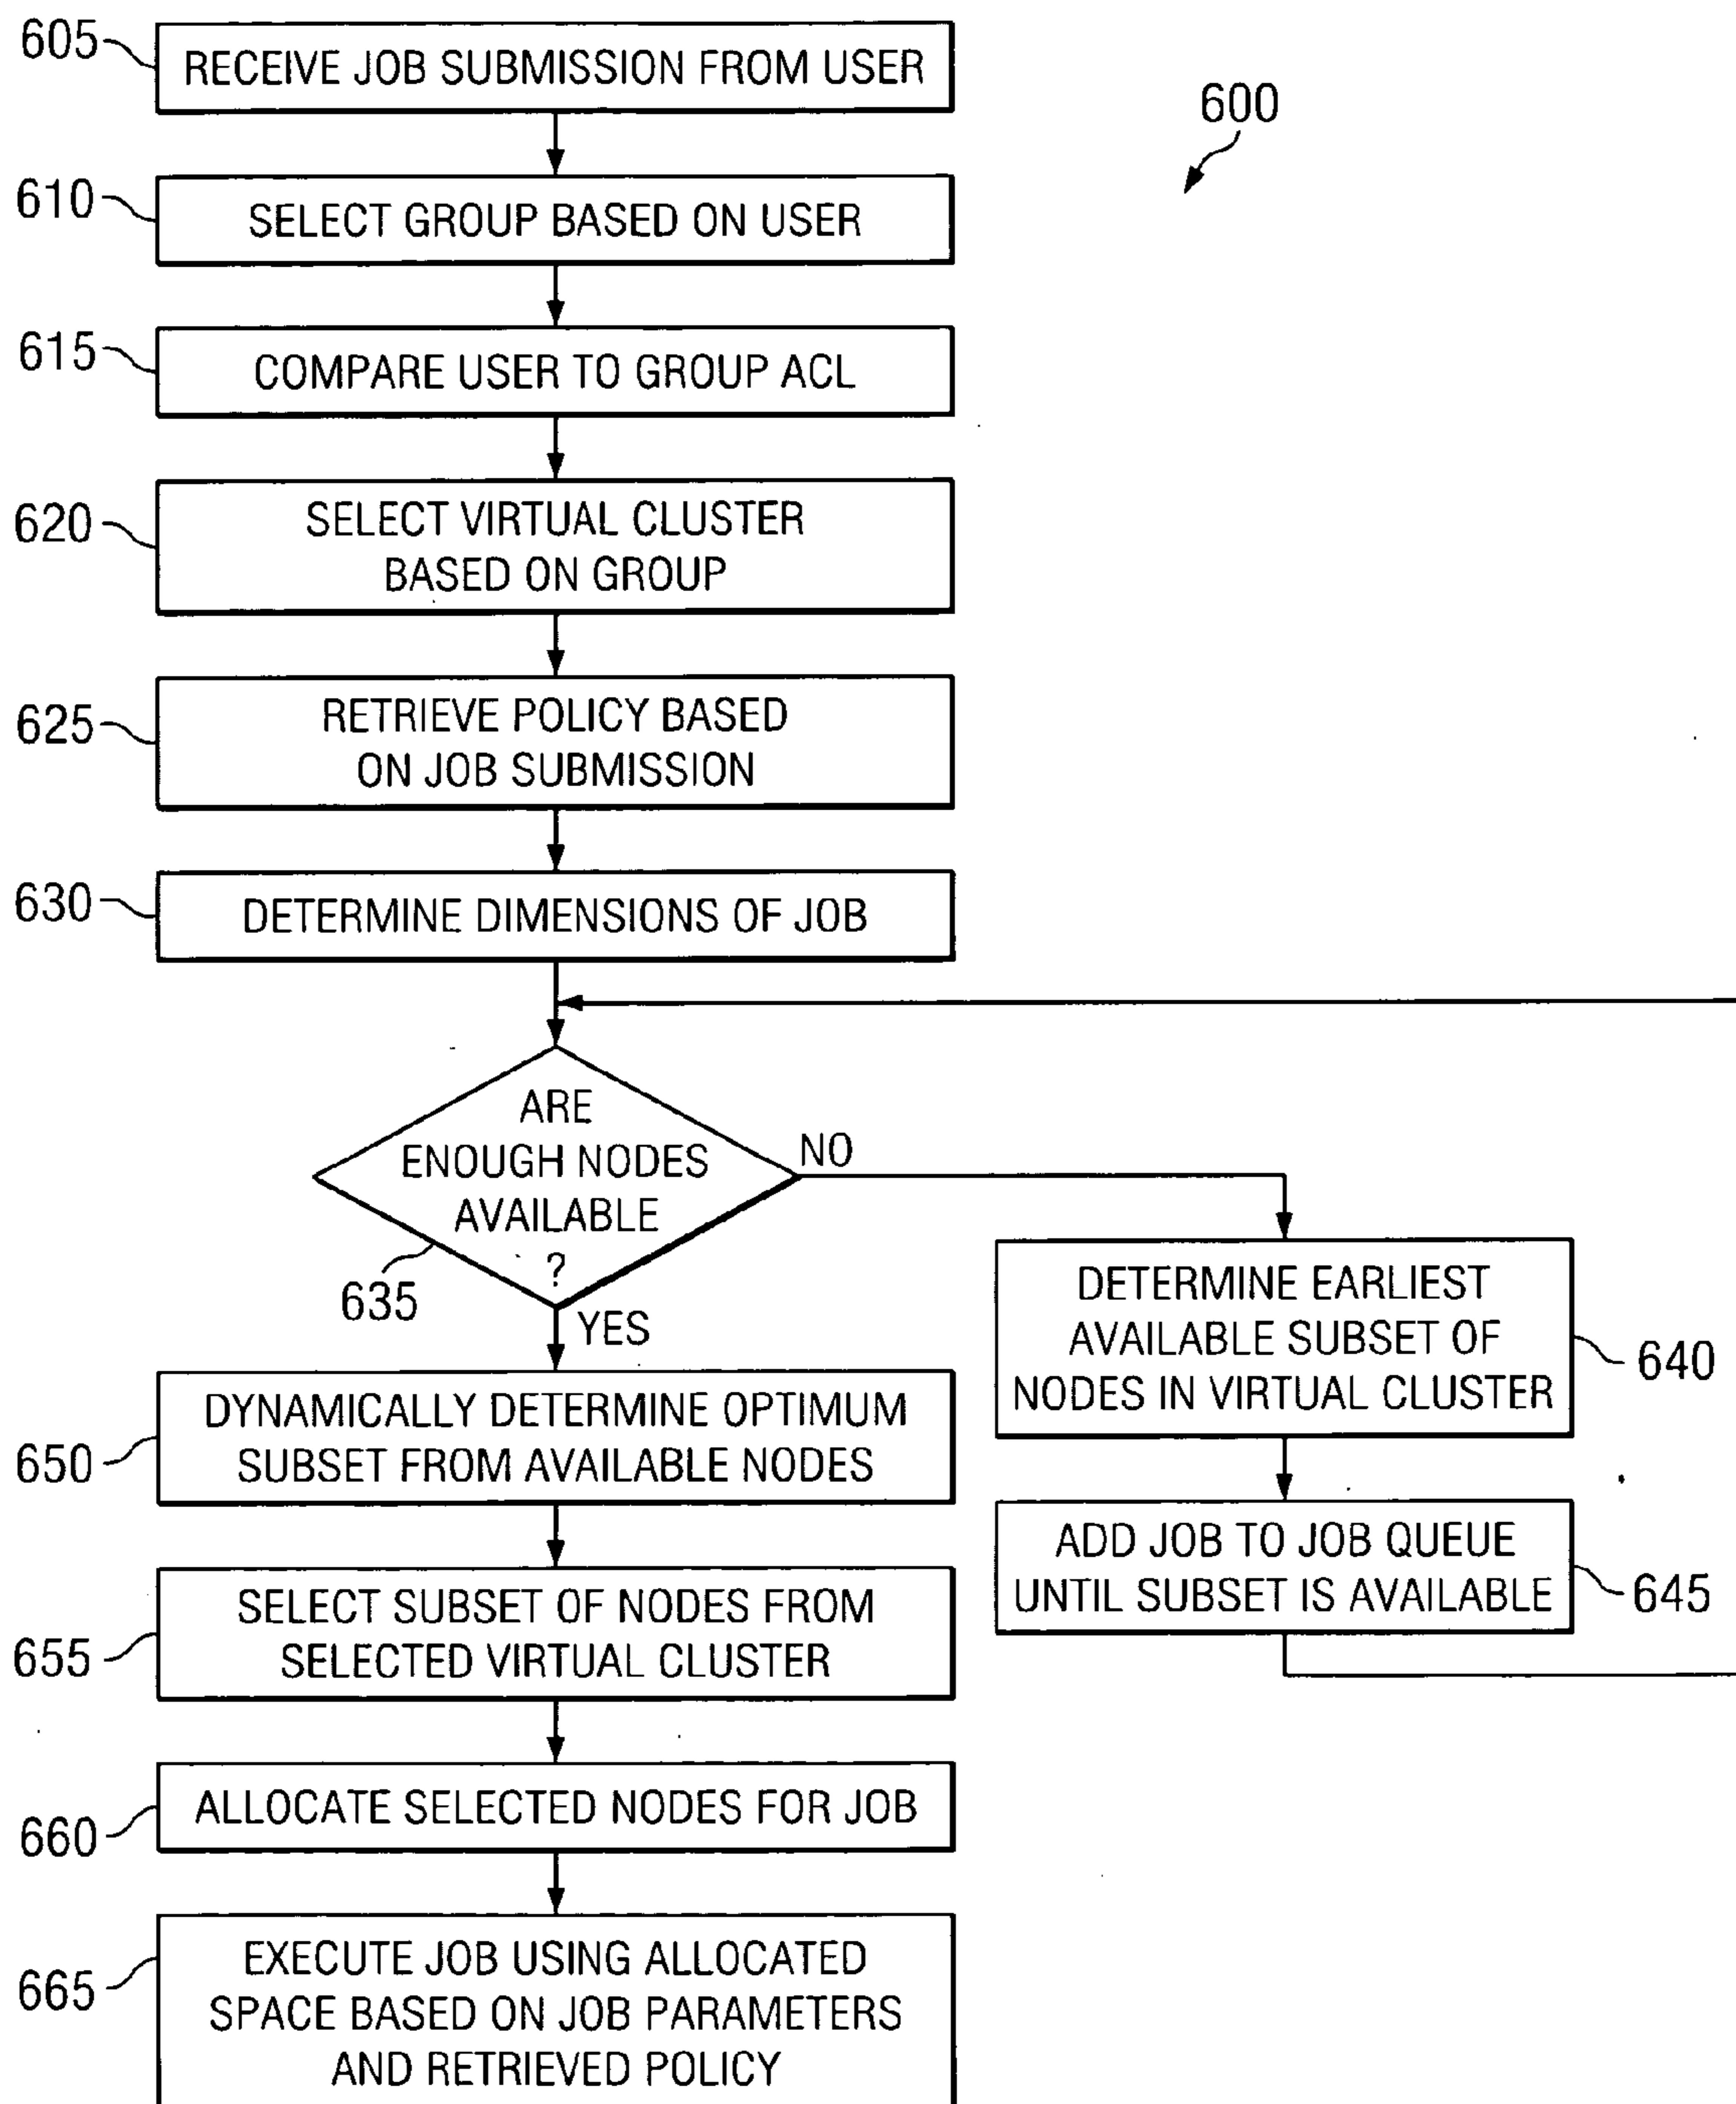 605
RECEIVE JOB SUBMISSION FROM USER
600
610
SELECT GROUP BASED ON USER
615
COMPARE USER TO GROUP ACL
620
SELECT VIRTUAL CLUSTER
BASED ON GROUP
625
RETRIEVE POLICY BASED
ON JOB SUBMISSION
630
DETERMINE DIMENSIONS OF JOB
ARE
ENOUGH NODES
AVAILABLE
?
635
NO
YES
DETERMINE EARLIEST
AVAILABLE SUBSET OF
NODES IN VIRTUAL CLUSTER
640
ADD JOB TO JOB QUEUE
UNTIL SUBSET IS AVAILABLE
645
650
DYNAMICALLY DETERMINE OPTIMUM
SUBSET FROM AVAILABLE NODES
655
SELECT SUBSET OF NODES FROM
SELECTED VIRTUAL CLUSTER
660
ALLOCATE SELECTED NODES FOR JOB
665
EXECUTE JOB USING ALLOCATED
SPACE BASED ON JOB PARAMETERS
AND RETRIEVED POLICY